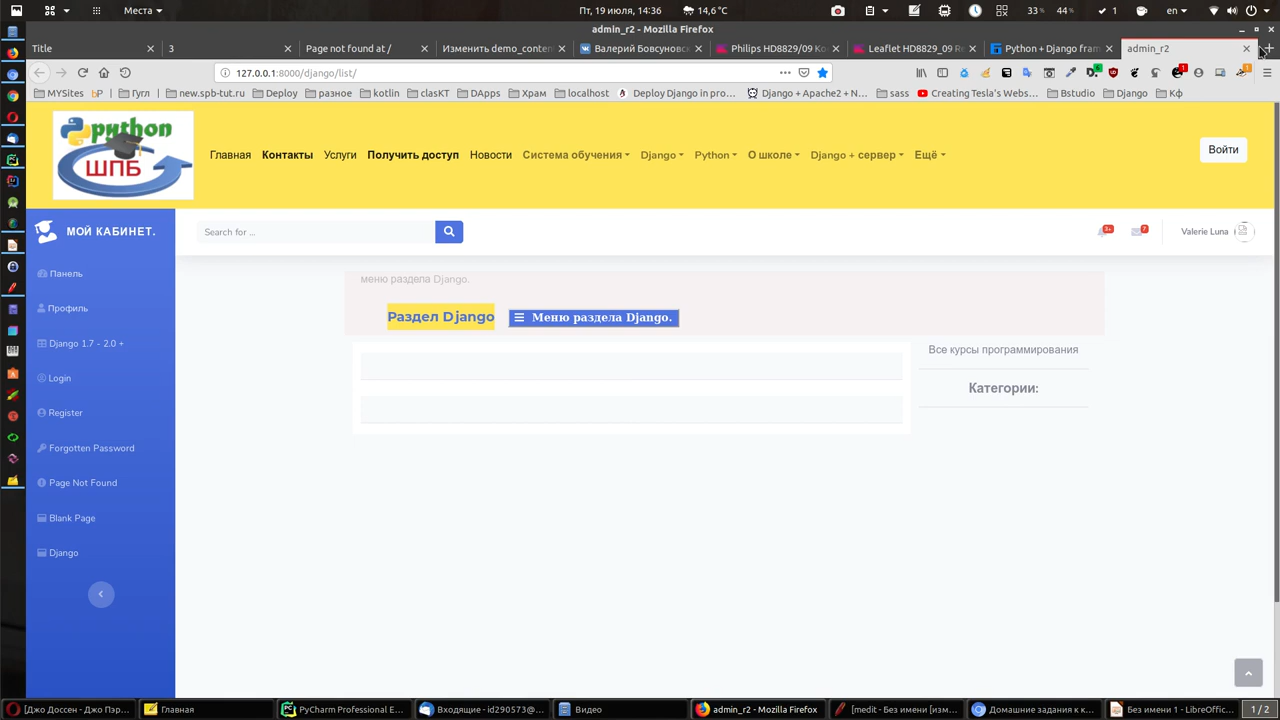 Места
Пт, 19 июля, 14:36
14,6°C
33%
44%
1
en
admin_r2 - Mozilla Firefox
Title
3
Page not found at /
Изменить demo_conten
Валерий Бовсуновск
Philips HD8829/09 Ко
Leaflet HD8829_09 Re
Python + Django fram
admin_r2
127.0.0.1:8000/django/list/
MYSites
Гугл
new.spb-tut.ru
Deploy
разное
kotlin
clasKT
DApps
Храм
localhost
Deploy Django in pro…
Django + Apache2 + N…
sass
Creating Tesla's Webs…
Bstudio
Django
Кф
python
ШПБ
Главная
Контакты
Услуги
Получить доступ
Новости
Система обучения
Django
Python
О школе
Django + сервер
Ещё
Войти
МОЙ КАБИНЕТ.
Search for ...
3+
7
Valerie Luna
Панель
Профиль
Django 1.7 - 2.0 +
Login
Register
Forgotten Password
Page Not Found
Blank Page
Django
меню раздела Django.
Раздел Django
Меню раздела Django.
Все курсы программирования
Категории:
[Джо Доссен - Джо Пэр…
Главная
PyCharm Professional E…
Входящие - id290573@…
Видео
admin_r2 - Mozilla Firefox
[medit - Без имени [изм…
Домашние задания к к…
Без имени 1 - LibreOffic…
1 / 2